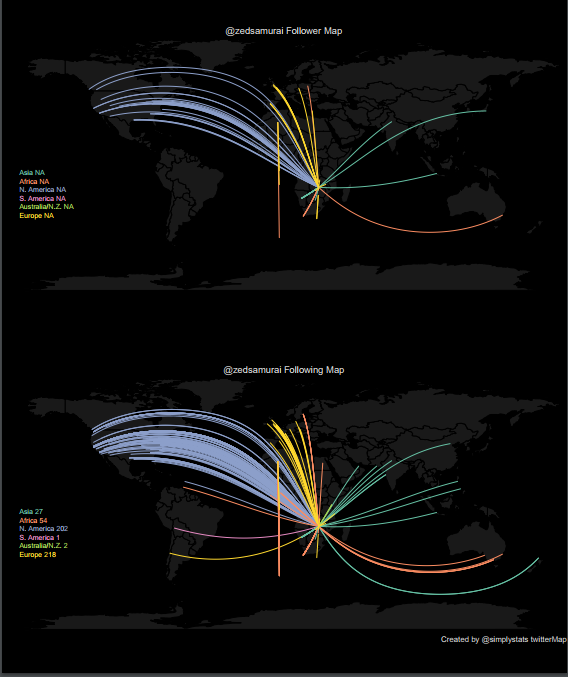 @zedsamurai Follower Map
Asia NA
Africa NA
N. America NA
S. America NA
Australia/N.Z. NA
Europe NA
@zedsamurai Following Map
Asia 27
Africa 54
N. America 202
S. America 1
Australia/N.Z. 2
Europe 218
Created by @simplystats twitterMap